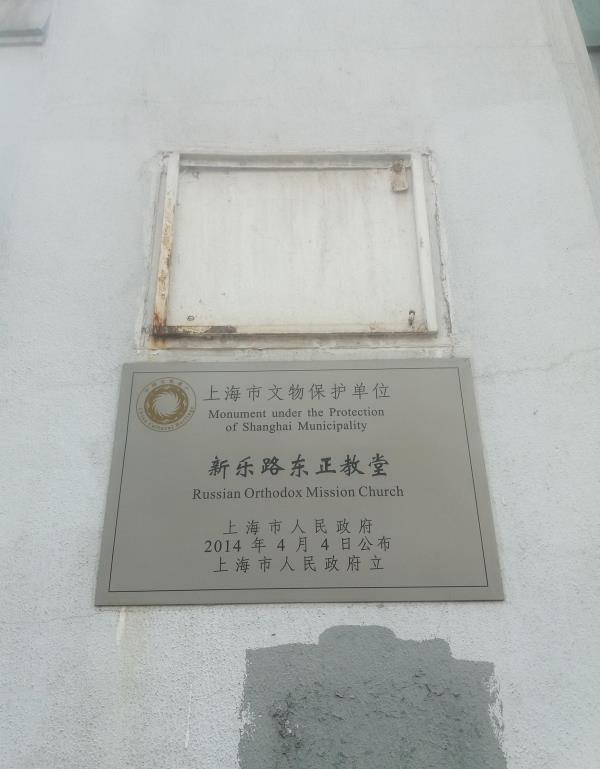 上海市文物保护单位
Monument under the Protection
of Shanghai Municipality
新乐路东正教堂
Russian Orthodox Mission Church
上海市人民政府
2014 年 4 月 4 日公布
上海市人民政府立